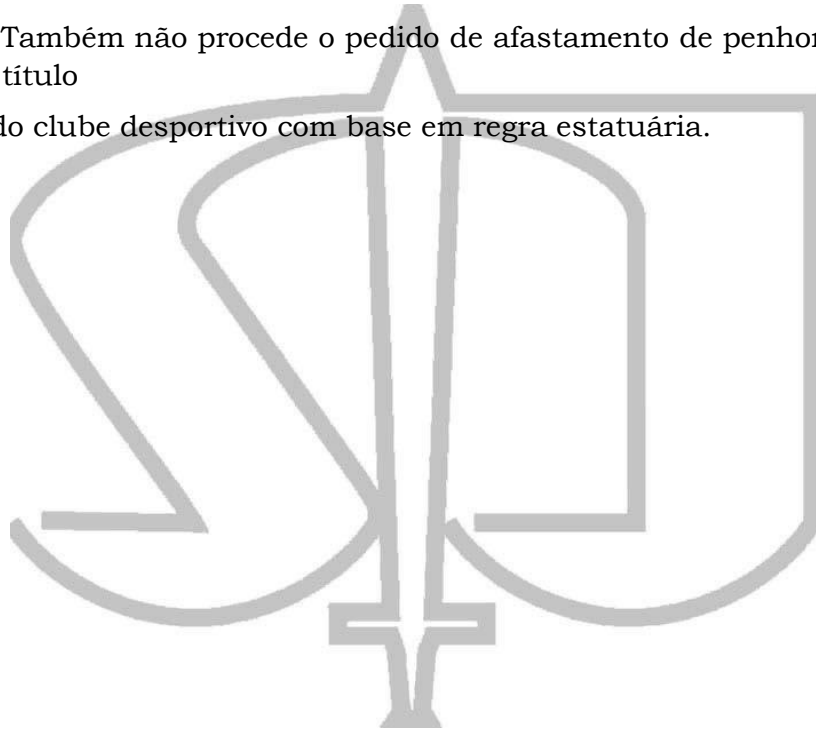 Também não procede o pedido de afastamento de penhor
título
do clube desportivo com base em regra estatuária.